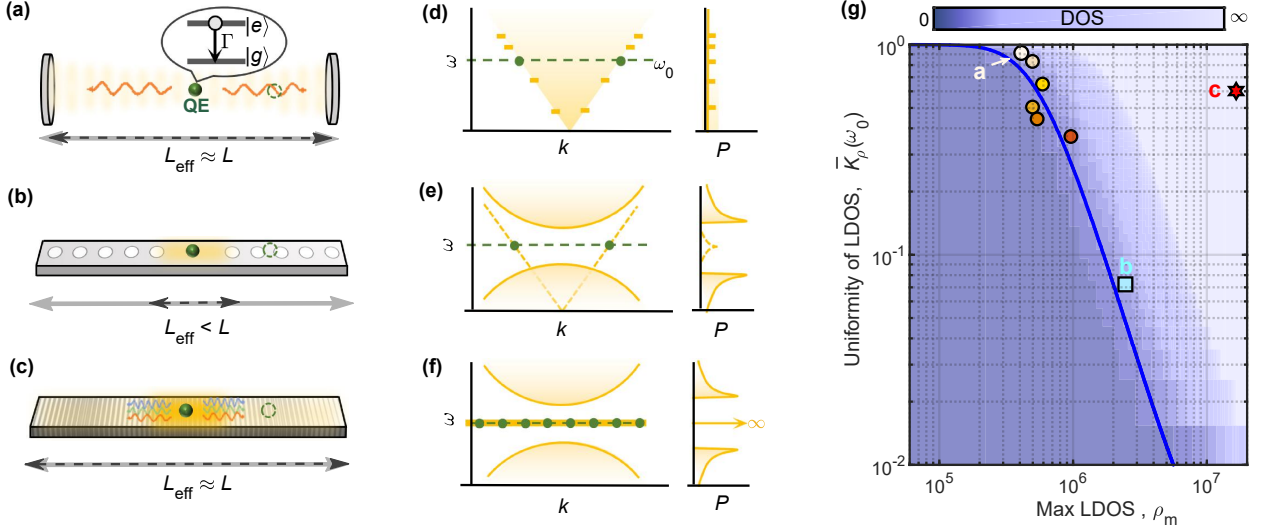 (a)
|e⟩
Γ
|g⟩
QE
L_eff ≈ L
(b)
L_eff < L
(c)
L_eff ≈ L
(d)
ω
ω_0
k
P
(e)
ω
k
P
(f)
ω
∞
k
P
(g)
0
DOS
∞
10^0
a
c
b
10^-1
10^-2
Uniformity of LDOS, K̅_ρ(ω_0)
10^5
10^6
10^7
Max LDOS , ρ_m